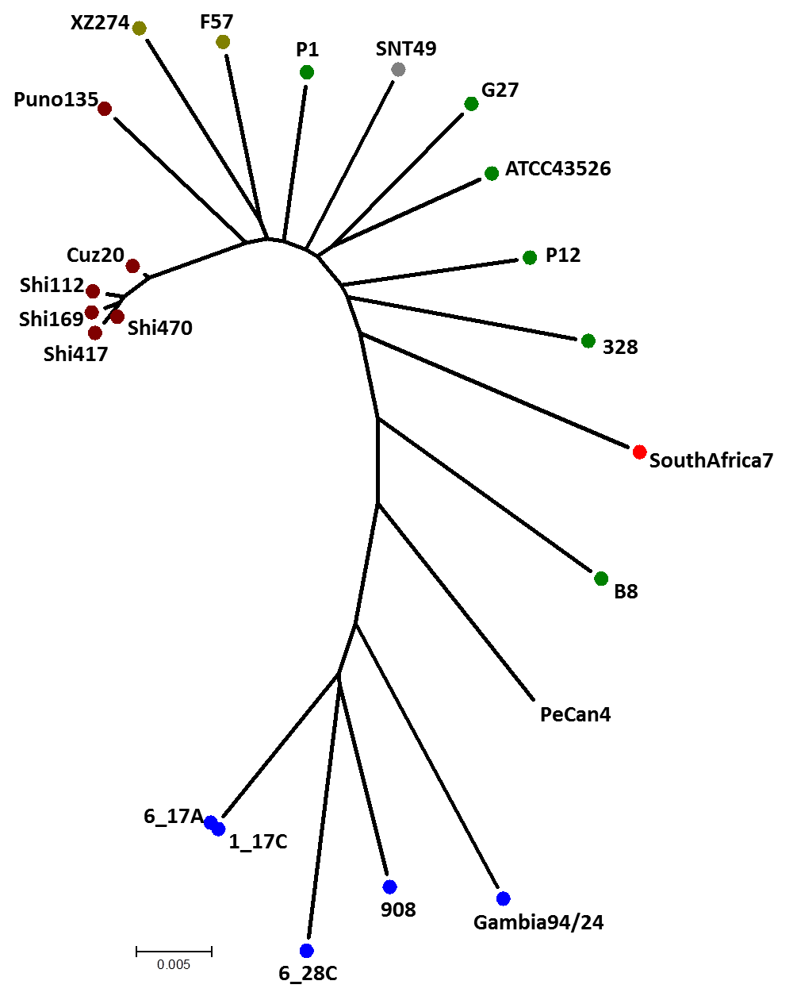 XZ274
F57
P1
SNT49
G27
Puno135
ATCC43526
Cuz20
P12
Shi112
Shi169
Shi470
Shi417
328
SouthAfrica7
B8
PeCan4
6_17A
1_17C
908
Gambia94/24
0.005
6_28C